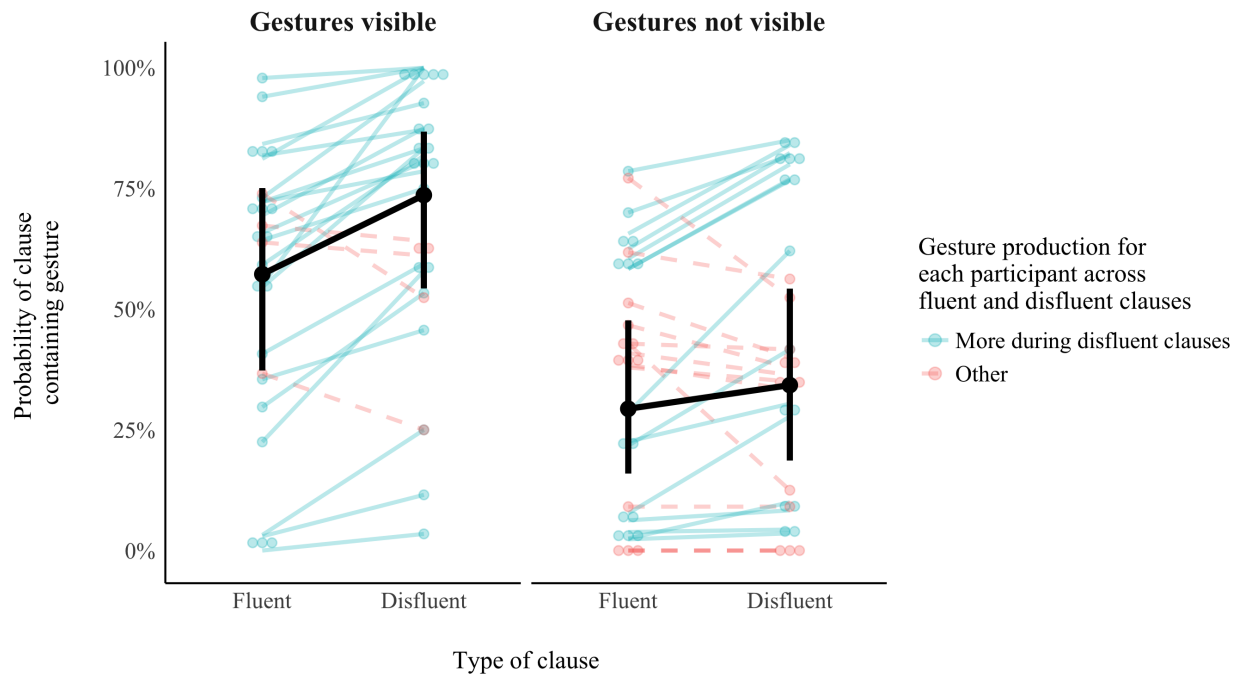 Gestures visible
Gestures not visible
100%
75%
50%
25%
0%
Probability of clause
containing gesture
Fluent
Disfluent
Fluent
Disfluent
Type of clause
Gesture production for
each participant across
fluent and disfluent clauses
More during disfluent clauses
Other